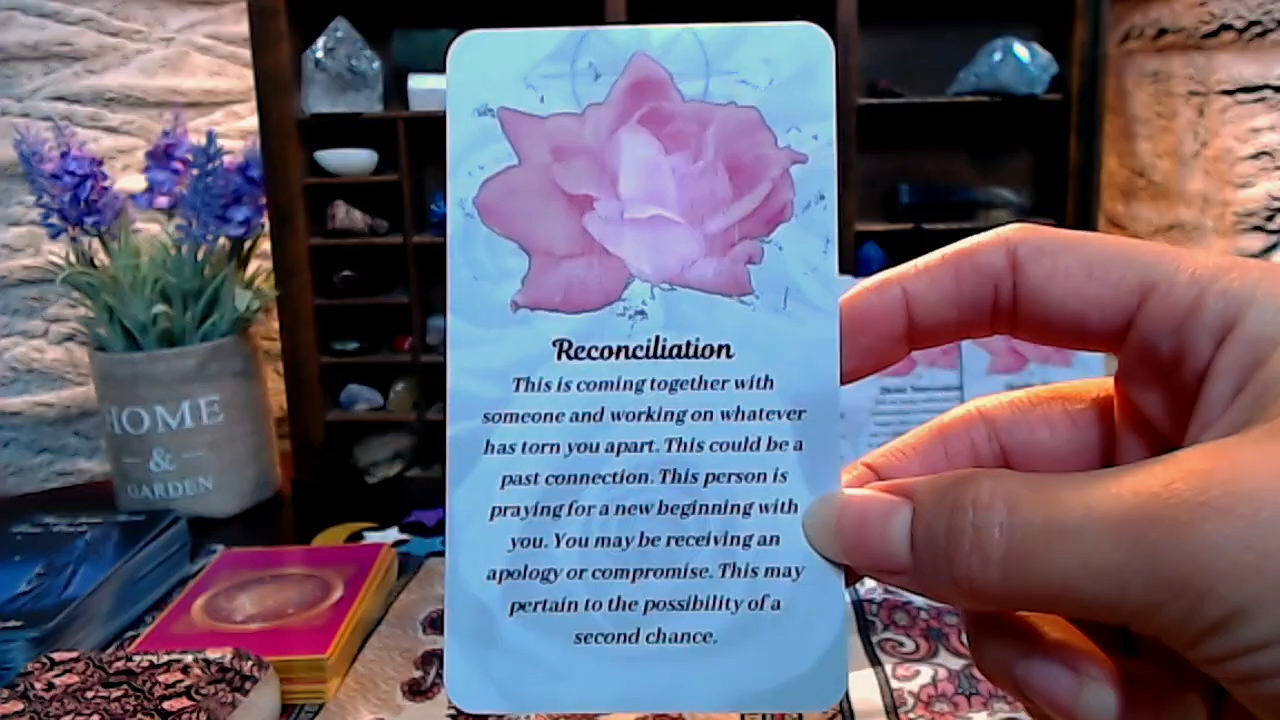 Reconciliation
This is coming together with
someone and working on whatever
has torn you apart. This could be a
past connection. This person is
praying for a new beginning with
you. You may be receiving an
apology or compromise. This may
pertain to the possibility of a
second chance.
HOME
&
GARDEN